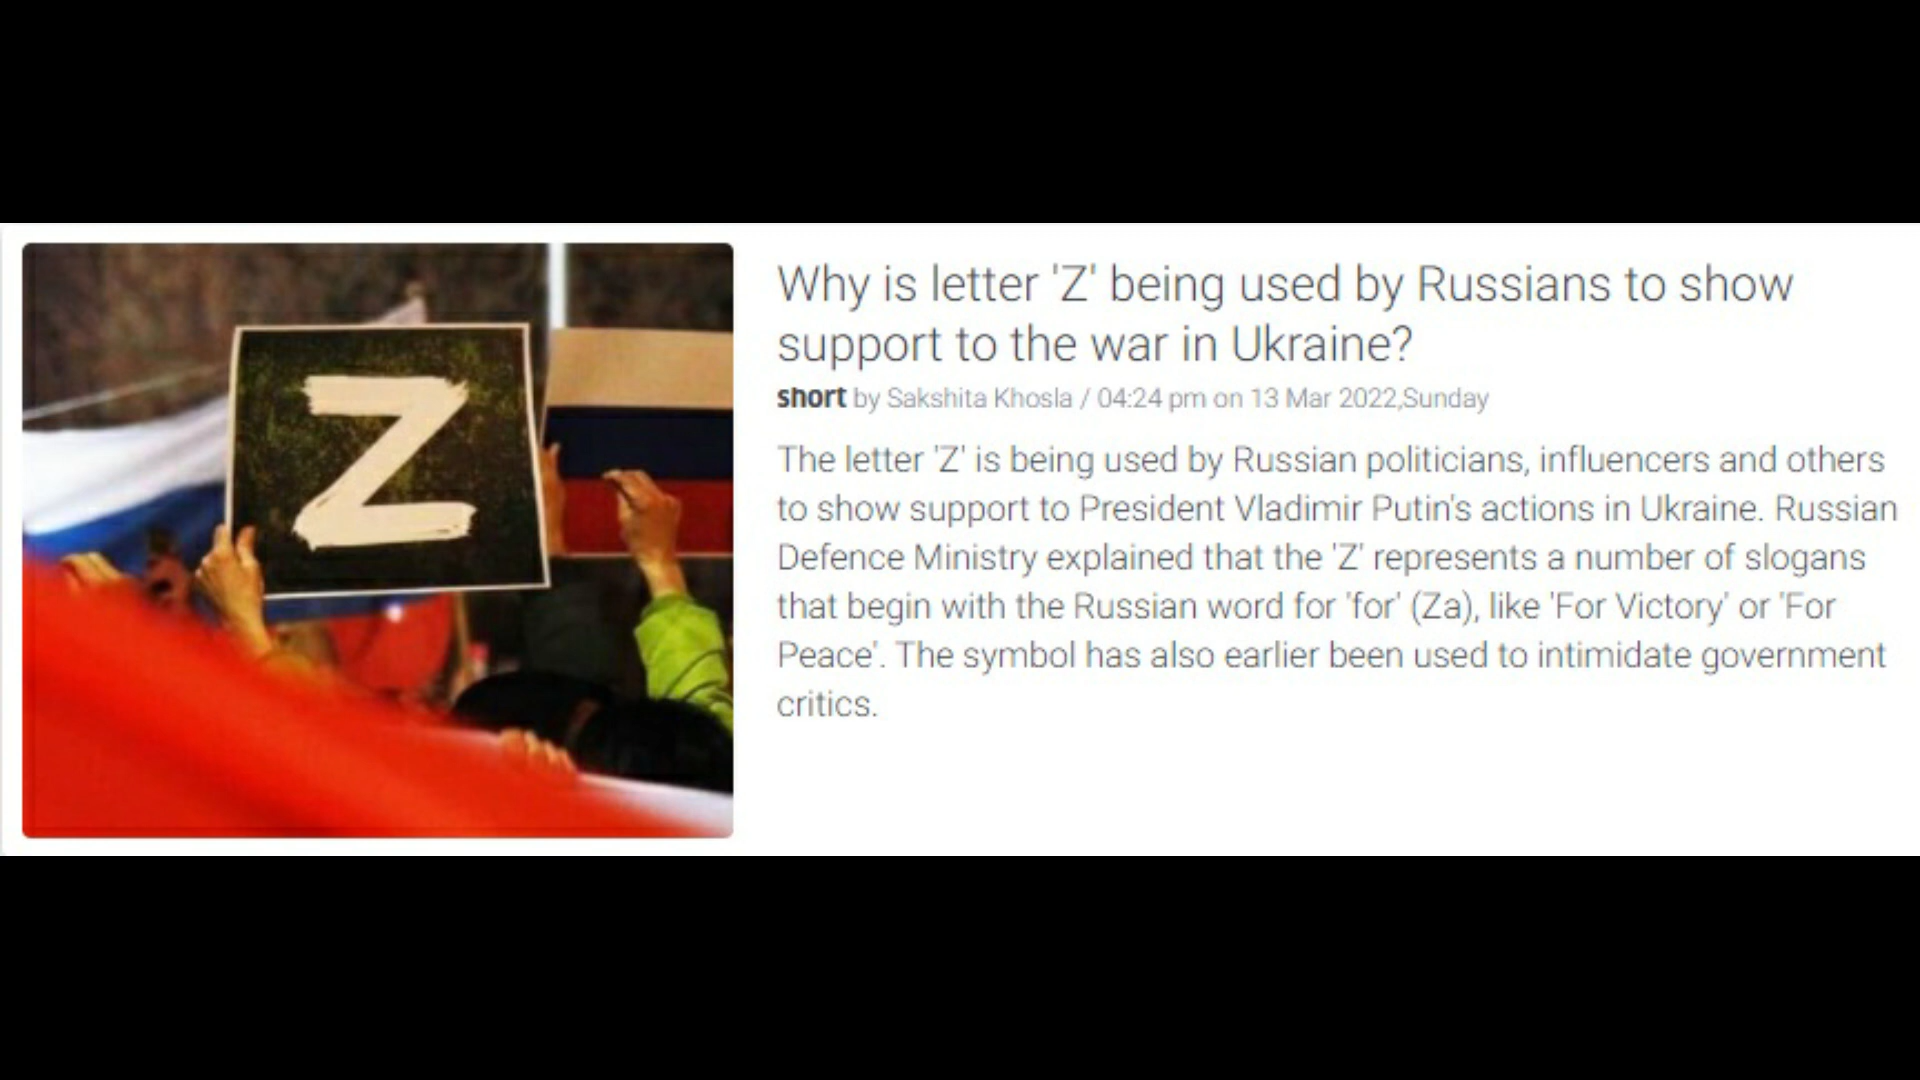 Z
Why is letter 'Z' being used by Russians to show
support to the war in Ukraine?
short by Sakshita Khosla / 04:24 pm on 13 Mar 2022,Sunday
The letter 'Z' is being used by Russian politicians, influencers and others
to show support to President Vladimir Putin's actions in Ukraine. Russian
Defence Ministry explained that the 'Z' represents a number of slogans
that begin with the Russian word for 'for' (Za), like 'For Victory' or 'For
Peace'. The symbol has also earlier been used to intimidate government
critics.